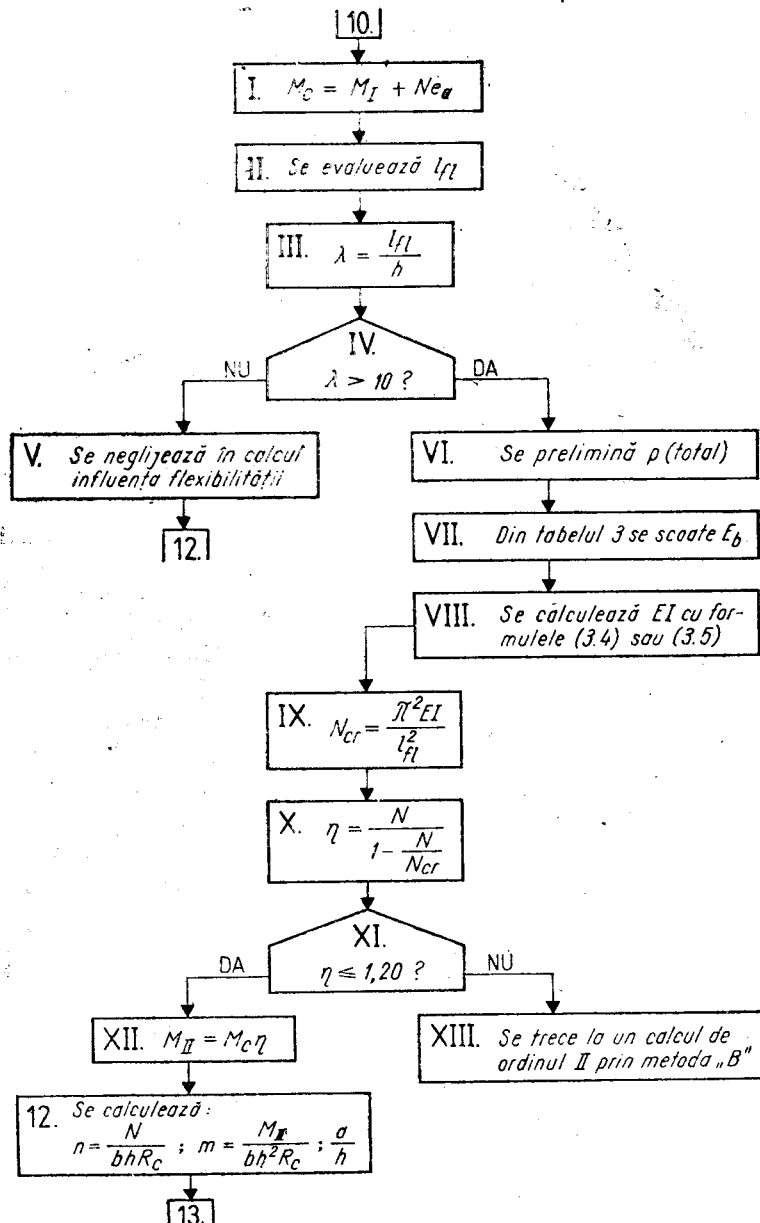 10.
I. M_c = M_I + Ne_a
II. Se evaluează l_fl
III. λ = l_fl / h
IV.
λ > 10 ?
NU
DA
V. Se neglijează în calcul
influența flexibilității
12.
VI. Se prelimină p (total)
VII. Din tabelul 3 se scoate E_b
VIII. Se calculează EI cu for-
mulele (3.4) sau (3.5)
IX. N_cr = π²EI / l²_fl
X. η = N / (1 - N / N_cr)
XI.
η ≤ 1,20 ?
DA
NU
XII. M_II = M_c η
XIII. Se trece la un calcul de
ordinul II prin metoda „B"
12. Se calculează:
n = N / bhR_c ; m = M_II / bh²R_c ; a / h
13.